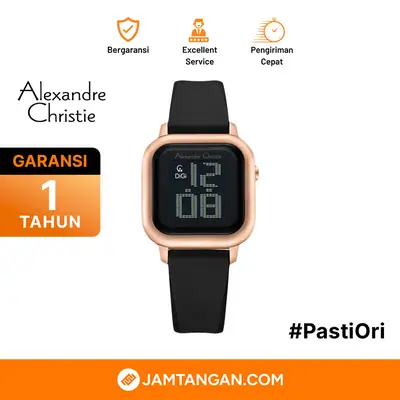 Bergaransi
Excellent
Service
Pengiriman
Cepat
Alexandre
Christie
GARANSI
1
TAHUN
Alexandre Christie
DiGi
12
08
#PastiOri
JAMTANGAN.COM